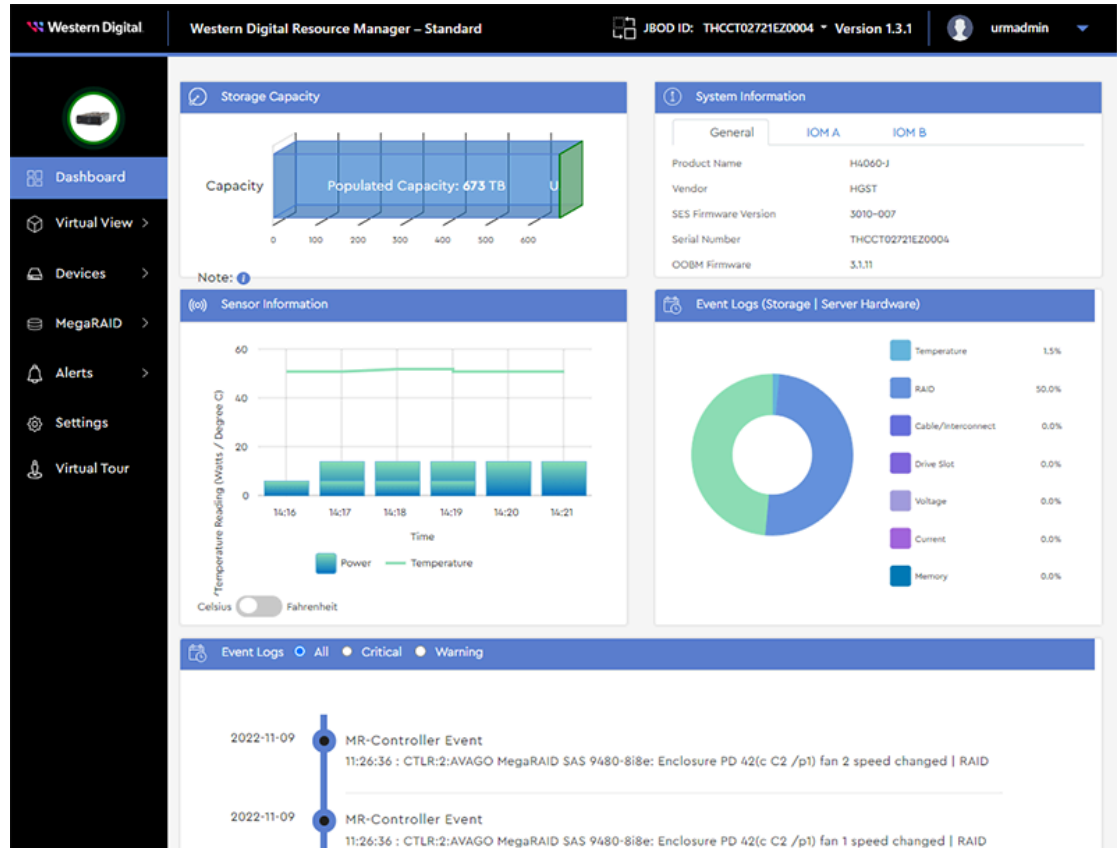 Western Digital.
Western Digital Resource Manager – Standard
JBOD ID: THCCT02721EZ0004
Version 1.3.1
urmadmin
Dashboard
Virtual View
Devices
MegaRAID
Alerts
Settings
Virtual Tour
Storage Capacity
Capacity
Populated Capacity: 673 TB
U
0 100 200 300 400 500 600
Note:
System Information
General IOM A IOM B
Product Name H4060-J
Vendor HGST
SES Firmware Version 3010-007
Serial Number THCCT02721EZ0004
OOBM Firmware 3.1.11
Sensor Information
60
40
20
0
/Temperature Reading (Watts / Degree C)
14:16 14:17 14:18 14:19 14:20 14:21
Time
Power Temperature
Celsius Fahrenheit
Event Logs (Storage | Server Hardware)
Temperature 1.5%
RAID 50.0%
Cable/Interconnect 0.0%
Drive Slot 0.0%
Voltage 0.0%
Current 0.0%
Memory 0.0%
Event Logs All Critical Warning
2022-11-09 MR-Controller Event
11:26:36 : CTLR:2:AVAGO MegaRAID SAS 9480-8i8e: Enclosure PD 42(c C2 /p1) fan 2 speed changed | RAID
2022-11-09 MR-Controller Event
11:26:36 : CTLR:2:AVAGO MegaRAID SAS 9480-8i8e: Enclosure PD 42(c C2 /p1) fan 1 speed changed | RAID